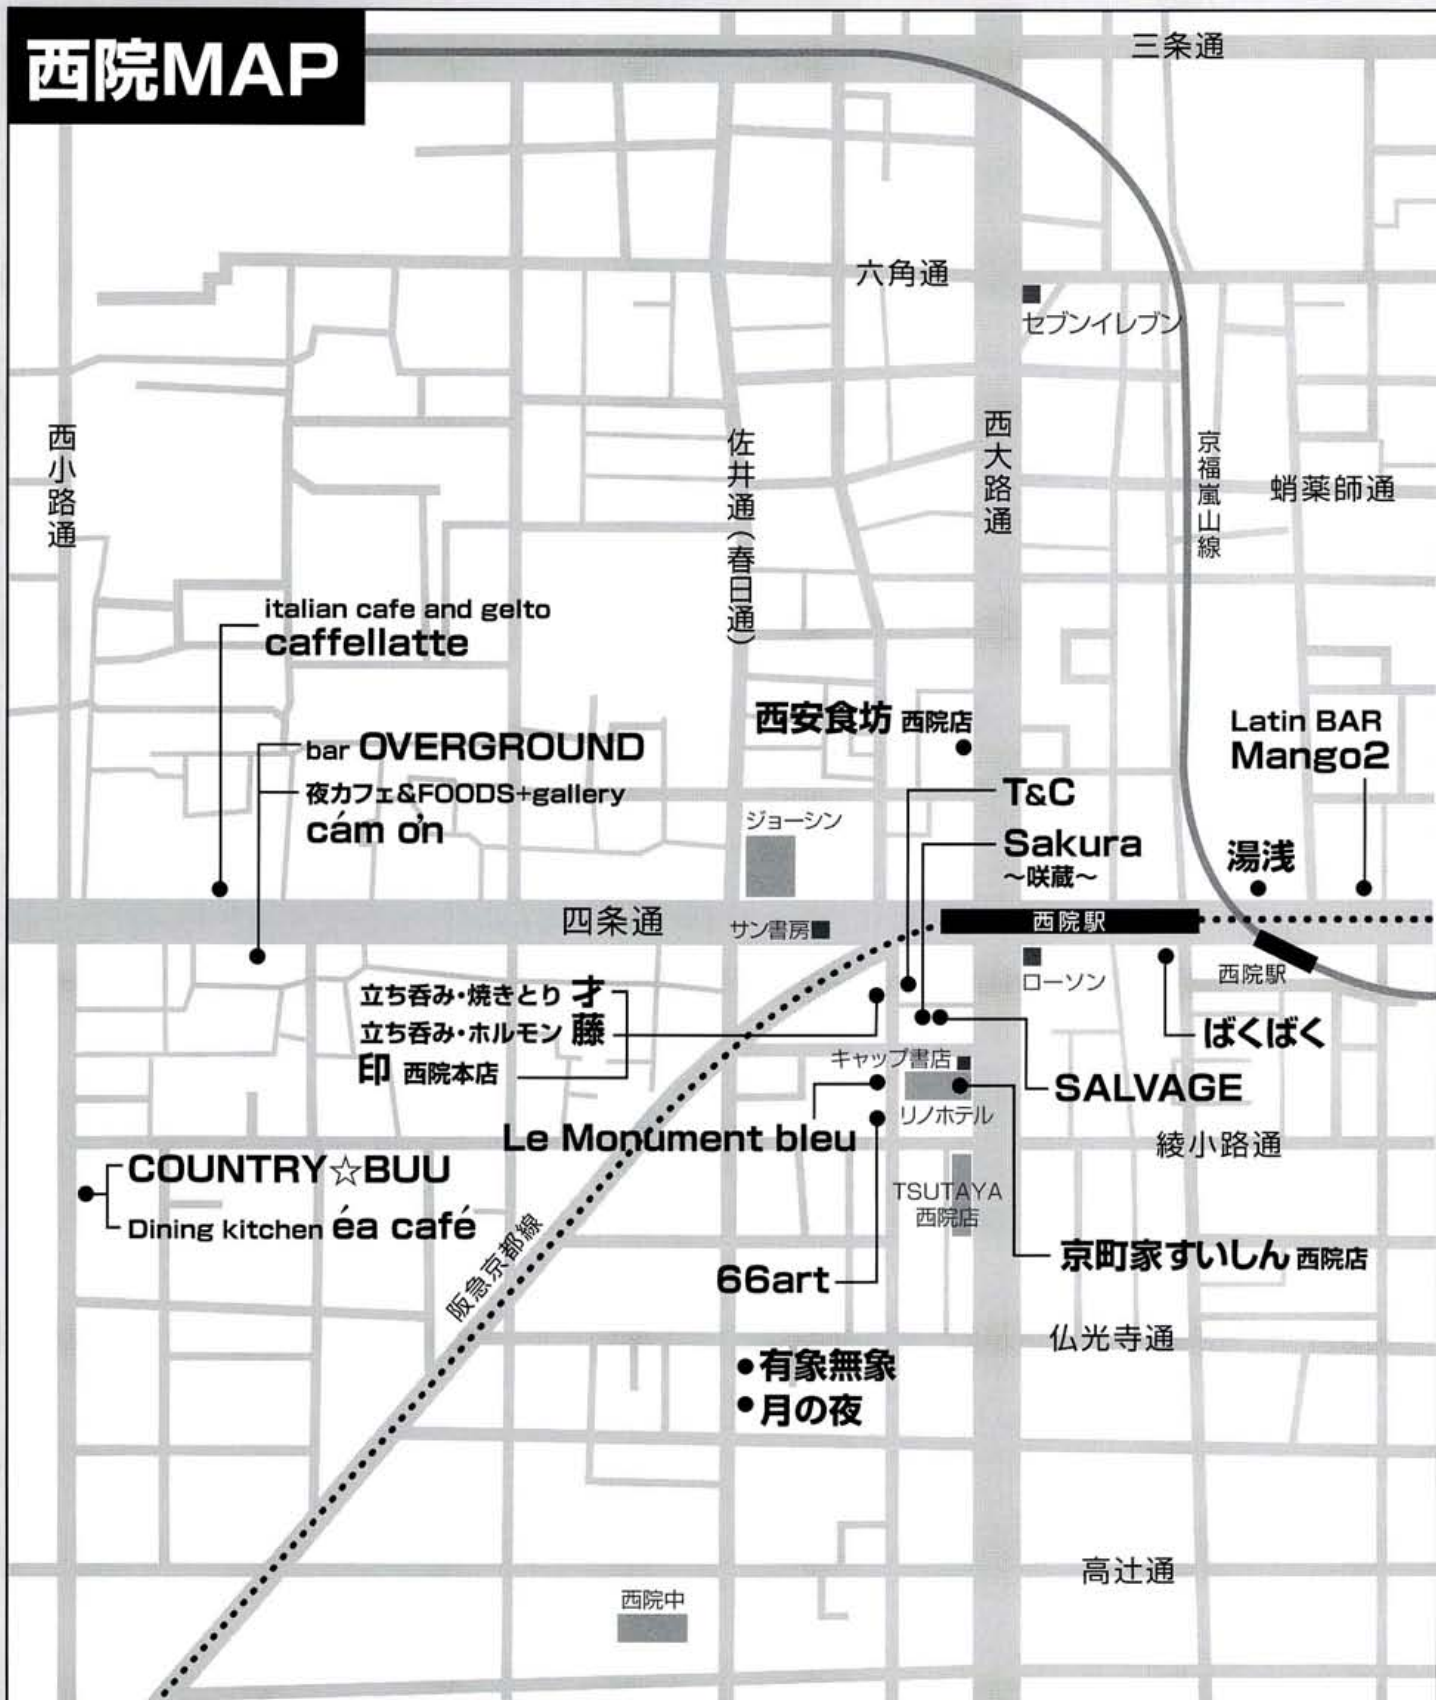 西院MAP
三条通
六角通
セブンイレブン
西小路通
佐井通(春日通)
西大路通
京福嵐山線
蛸薬師通
italian cafe and gelto
caffellatte
西安食坊 西院店
Latin BAR
Mango2
bar OVERGROUND
夜カフェ&FOODS+gallery
cám ơn
T&C
ジョーシン
Sakura
〜咲蔵〜
湯浅
四条通
サン書房
西院駅
ローソン
西院駅
立ち呑み・焼きとり 才
立ち呑み・ホルモン 藤
印 西院本店
ばくばく
キャップ書店
SALVAGE
リノホテル
Le Monument bleu
綾小路通
COUNTRY☆BUU
Dining kitchen éa café
TSUTAYA
西院店
阪急京都線
京町家すいしん 西院店
66art
仏光寺通
有象無象
月の夜
高辻通
西院中